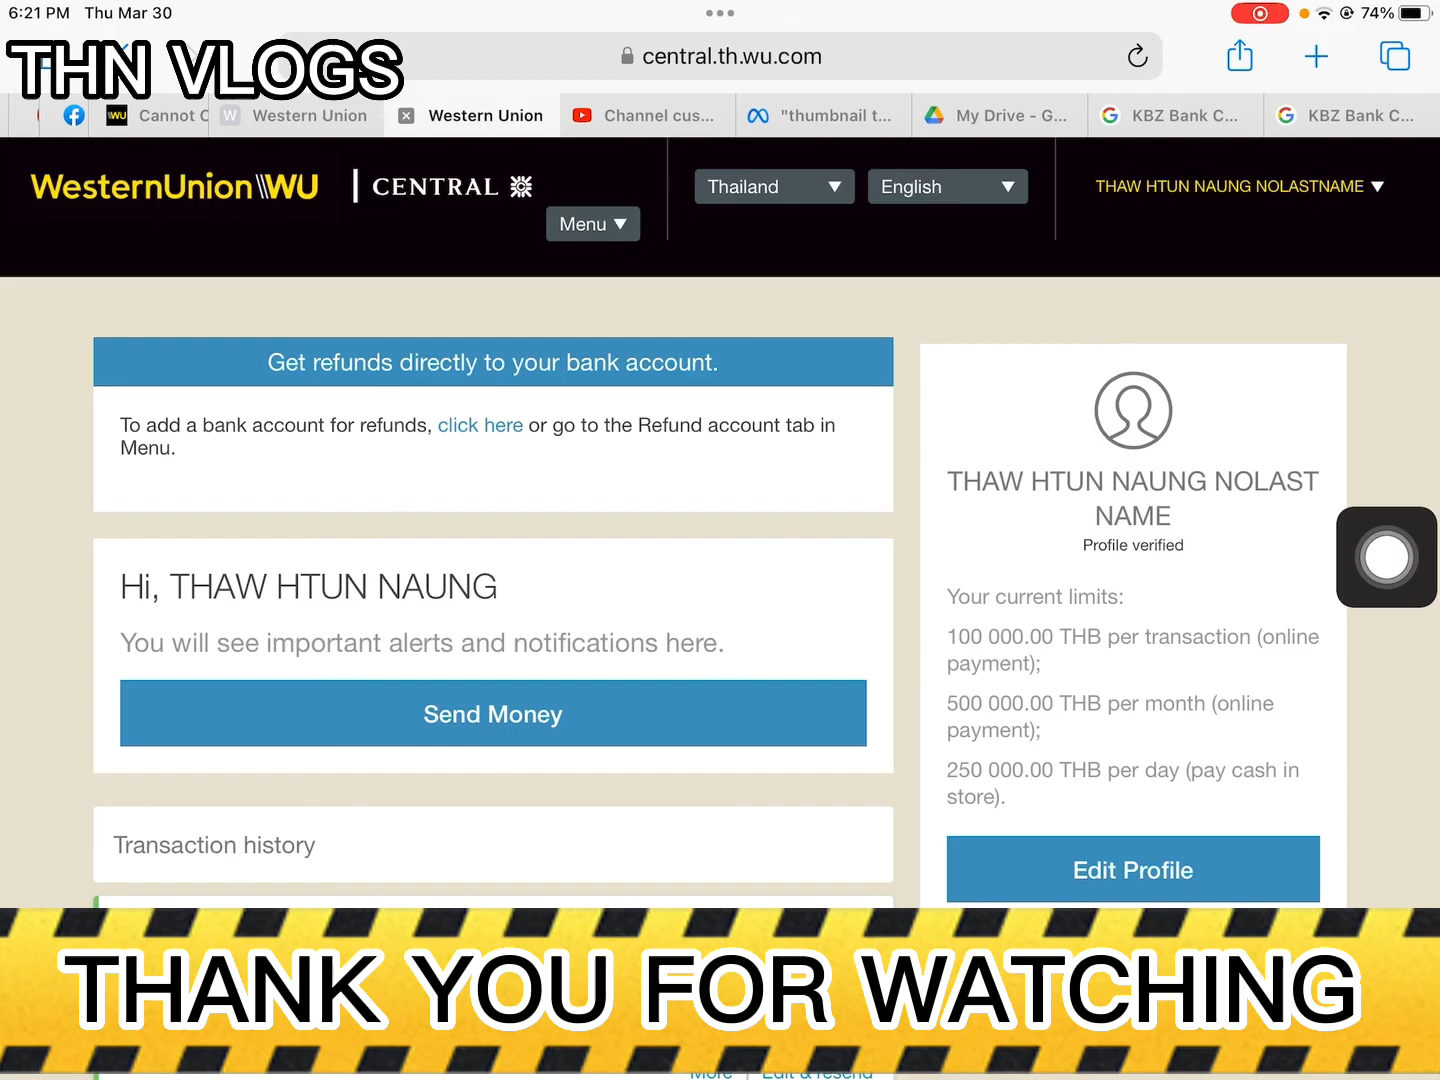 6:21 PM Thu Mar 30
74%
THN VLOGS
central.th.wu.com
Cannot C
Western Union
Western Union
Channel cus...
"thumbnail t...
My Drive - G...
KBZ Bank C...
KBZ Bank C...
WesternUnion WU
CENTRAL
Menu
Thailand
English
THAW HTUN NAUNG NOLASTNAME
Get refunds directly to your bank account.
To add a bank account for refunds, click here or go to the Refund account tab in
Menu.
Hi, THAW HTUN NAUNG
You will see important alerts and notifications here.
Send Money
Transaction history
THAW HTUN NAUNG NOLAST
NAME
Profile verified
Your current limits:
100 000.00 THB per transaction (online
payment);
500 000.00 THB per month (online
payment);
250 000.00 THB per day (pay cash in
store).
Edit Profile
THANK YOU FOR WATCHING
More | Edit & resend